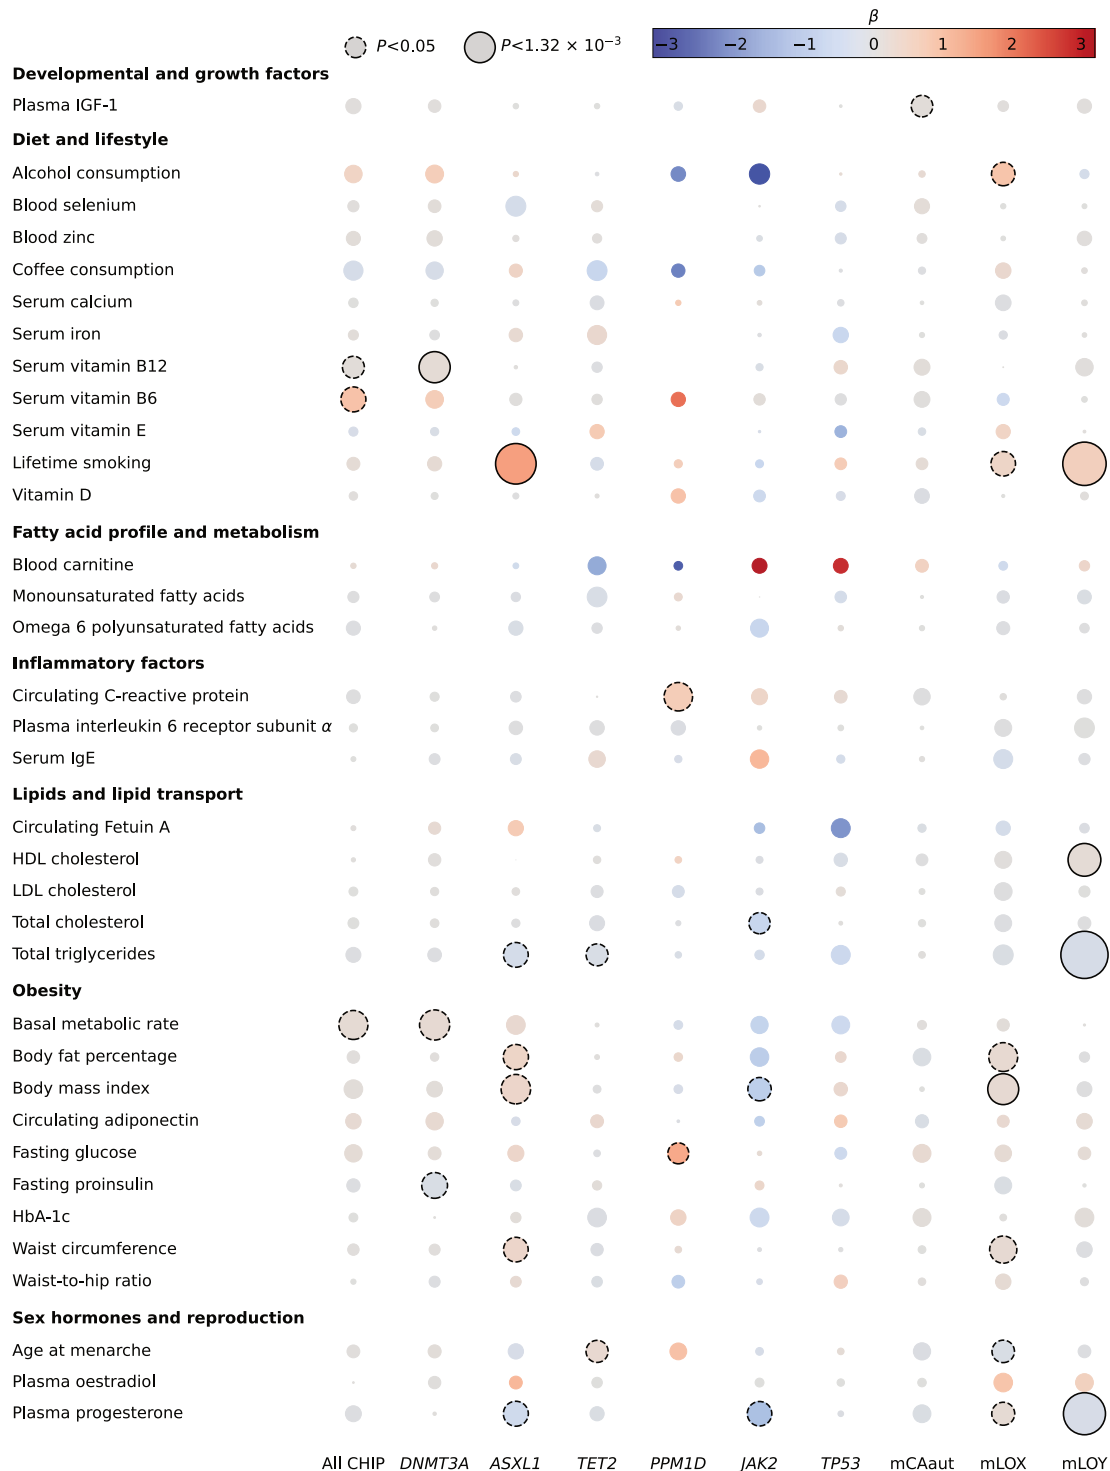 β
P<0.05
P<1.32 × 10⁻³
−3 −2 −1 0 1 2 3
Developmental and growth factors
Plasma IGF-1
Diet and lifestyle
Alcohol consumption
Blood selenium
Blood zinc
Coffee consumption
Serum calcium
Serum iron
Serum vitamin B12
Serum vitamin B6
Serum vitamin E
Lifetime smoking
Vitamin D
Fatty acid profile and metabolism
Blood carnitine
Monounsaturated fatty acids
Omega 6 polyunsaturated fatty acids
Inflammatory factors
Circulating C-reactive protein
Plasma interleukin 6 receptor subunit α
Serum IgE
Lipids and lipid transport
Circulating Fetuin A
HDL cholesterol
LDL cholesterol
Total cholesterol
Total triglycerides
Obesity
Basal metabolic rate
Body fat percentage
Body mass index
Circulating adiponectin
Fasting glucose
Fasting proinsulin
HbA-1c
Waist circumference
Waist-to-hip ratio
Sex hormones and reproduction
Age at menarche
Plasma oestradiol
Plasma progesterone
All CHIP DNMT3A ASXL1 TET2 PPM1D JAK2 TP53 mCAaut mLOX mLOY